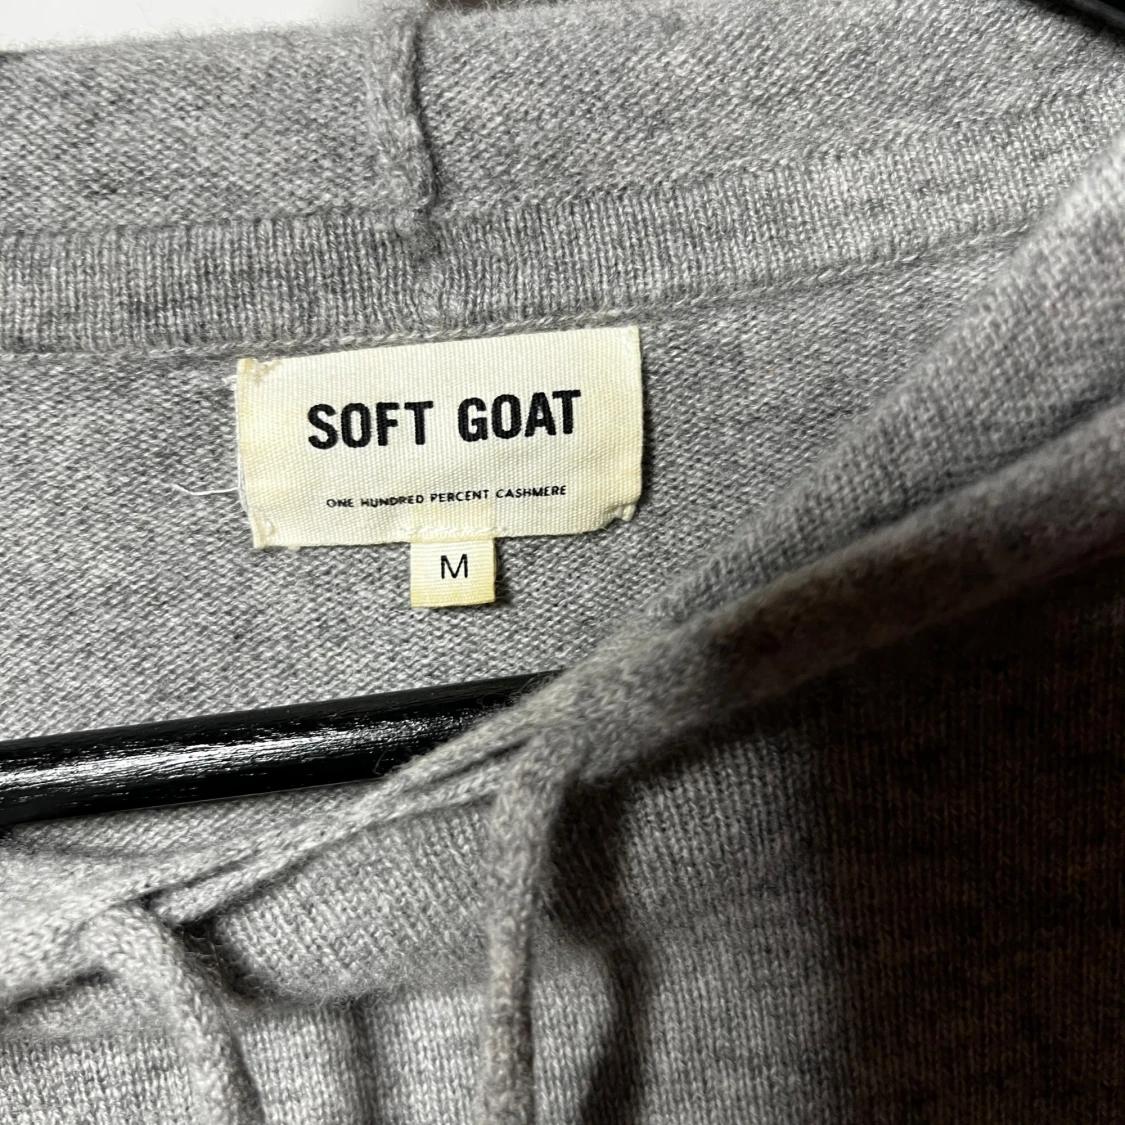 SOFT GOAT
ONE HUNDRED PERCENT CASHMERE
M